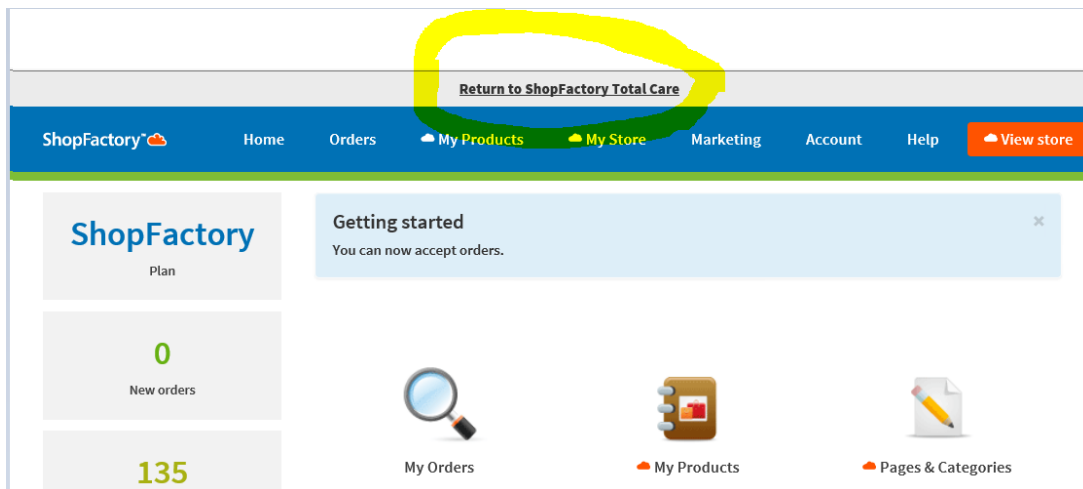 Return to ShopFactory Total Care
ShopFactory™ Home Orders My Products My Store Marketing Account Help View store
ShopFactory
Plan
Getting started ×
You can now accept orders.
0
New orders
135
My Orders My Products Pages & Categories